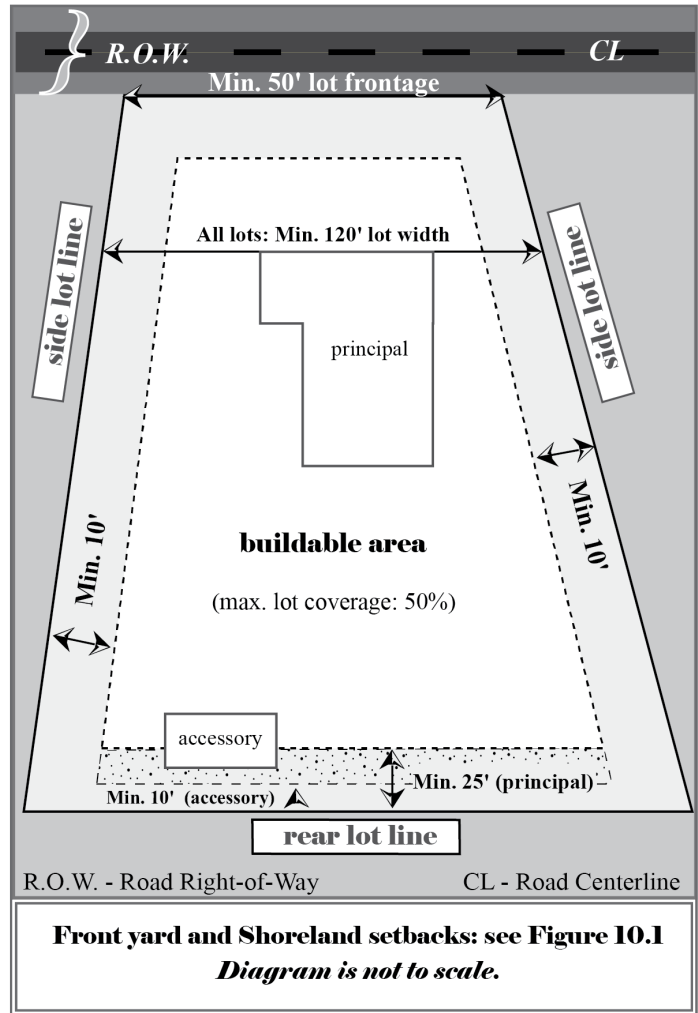 R.O.W.
CL
Min. 50' lot frontage
side lot line
All lots: Min. 120' lot width
side lot line
principal
Min. 10'
Min. 10'
buildable area
(max. lot coverage: 50%)
accessory
Min. 25' (principal)
Min. 10' (accessory)
rear lot line
R.O.W. - Road Right-of-Way
CL - Road Centerline
Front yard and Shoreland setbacks: see Figure 10.1
Diagram is not to scale.